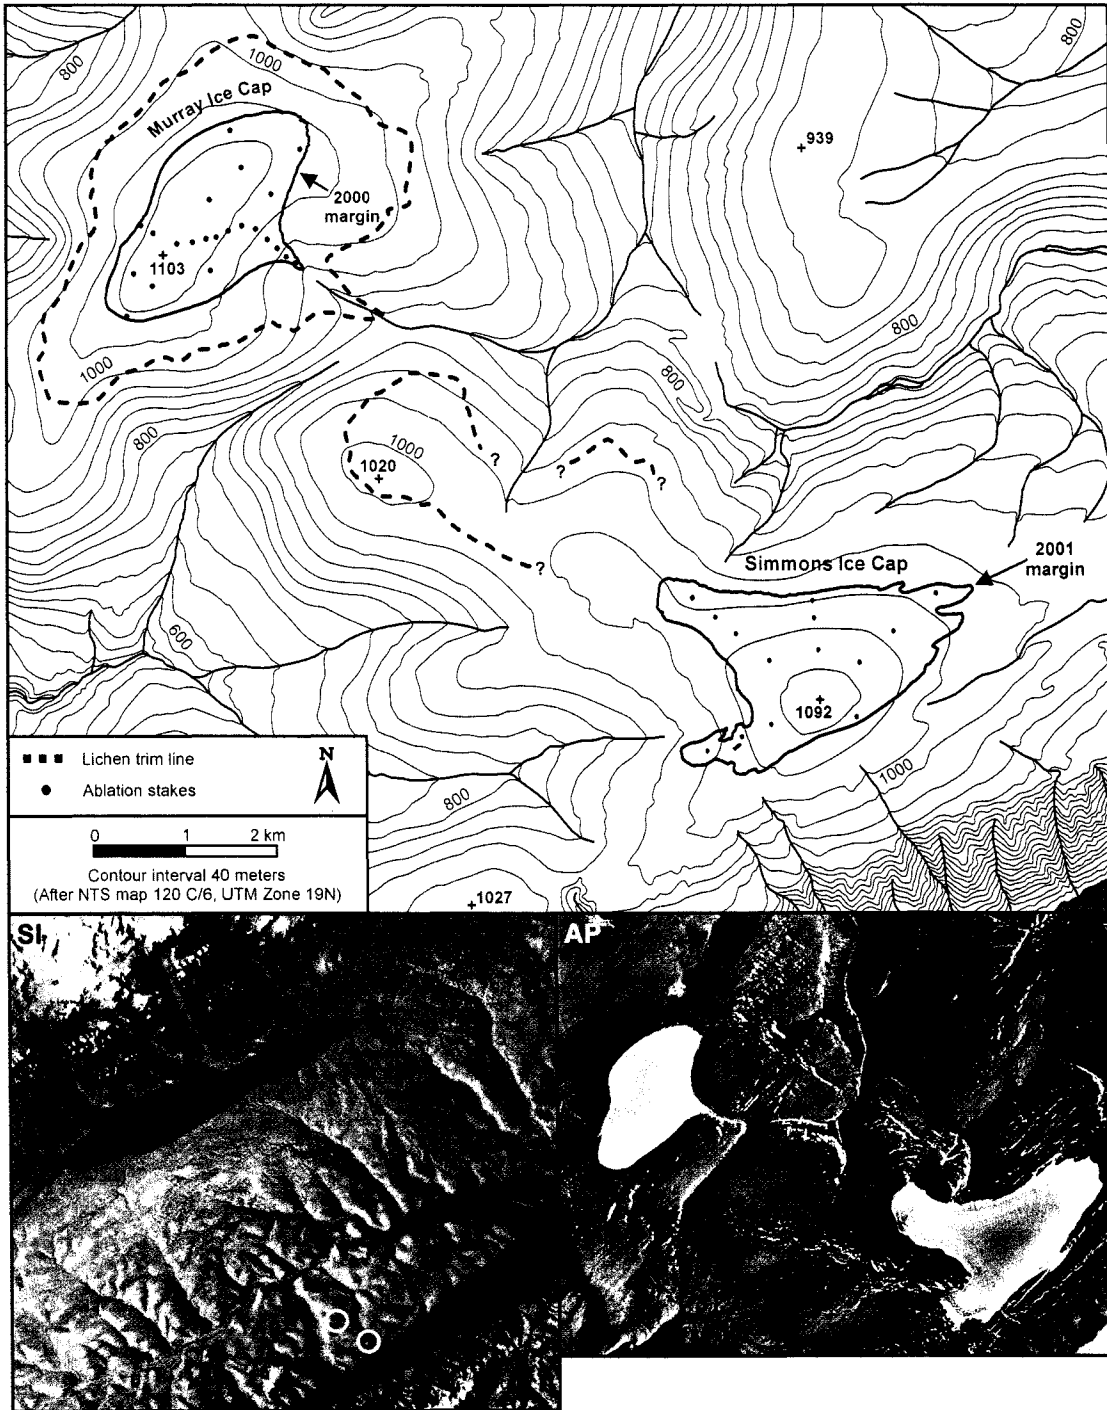 800
1000
800
Murray Ice Cap
939
2000
margin
1103
800
1000
800
800
1000
1020
?
?
?
?
2001
margin
Simmons Ice Cap
600
1092
1000
800
1027
Lichen trim line
Ablation stakes
N
0 1 2 km
Contour interval 40 meters
(After NTS map 120 C/6, UTM Zone 19N)
SI
AP